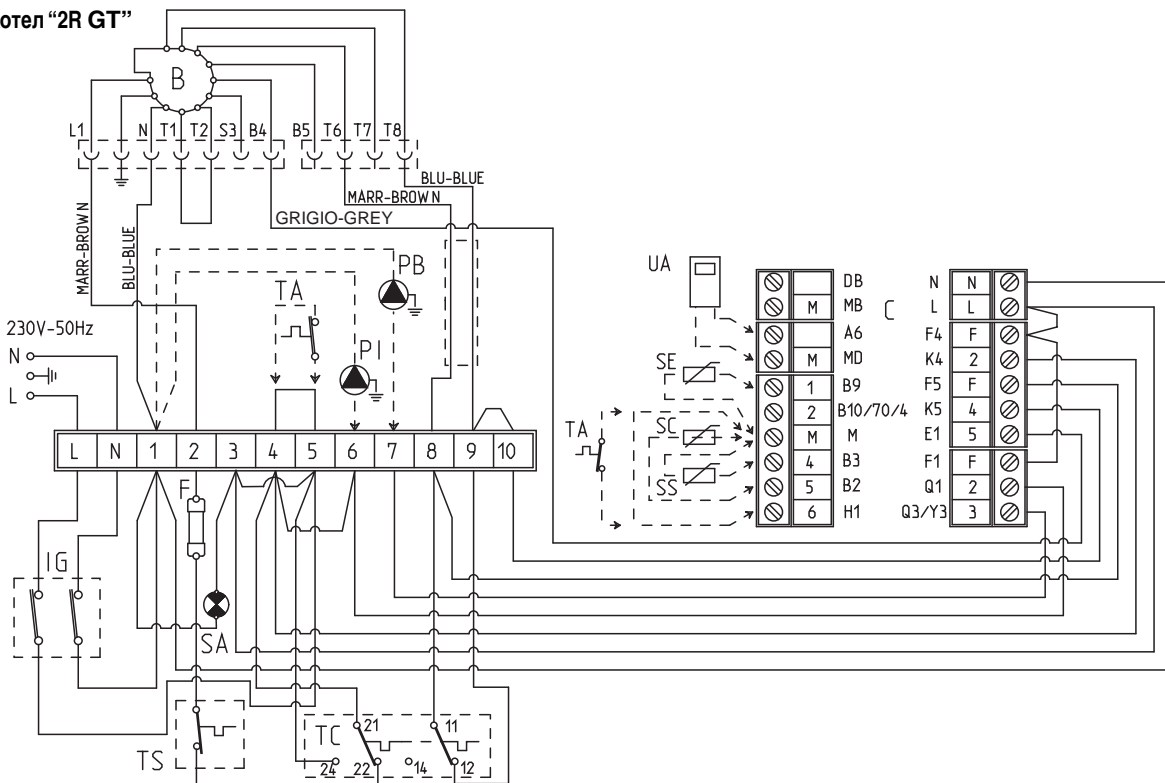 отел “2R GT”
B
L1 N T1 T2 S3 B4 B5 T6 T7 T8
BLU-BLUE
MARR-BROWN
GRIGIO-GREY
MARR-BROWN
BLU-BLUE
TA
PB
PI
230V-50Hz
N
L
L N 1 2 3 4 5 6 7 8 9 10
F
IG
SA
TS
TC
21
11
24
22
14
12
UA
SE
SC
SS
TA
C
DB
M MB
A6
M MD
1 B9
2 B10/70/4
M M
4 B3
5 B2
6 H1
N N
L L
F4 F
K4 2
F5 F
K5 4
E1 5
F1 F
Q1 2
Q3/Y3 3